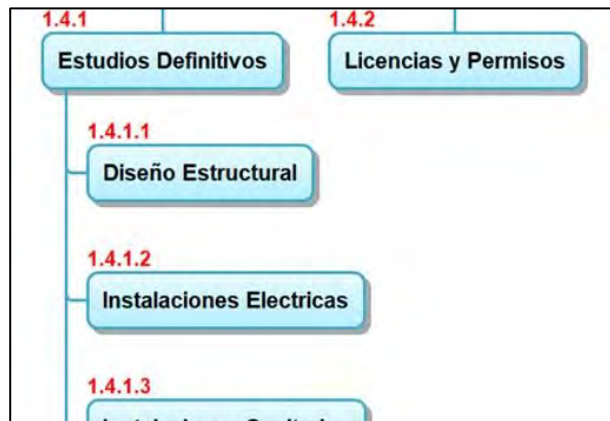 1.4.1
Estudios Definitivos
1.4.2
Licencias y Permisos
1.4.1.1
Diseño Estructural
1.4.1.2
Instalaciones Electricas
1.4.1.3